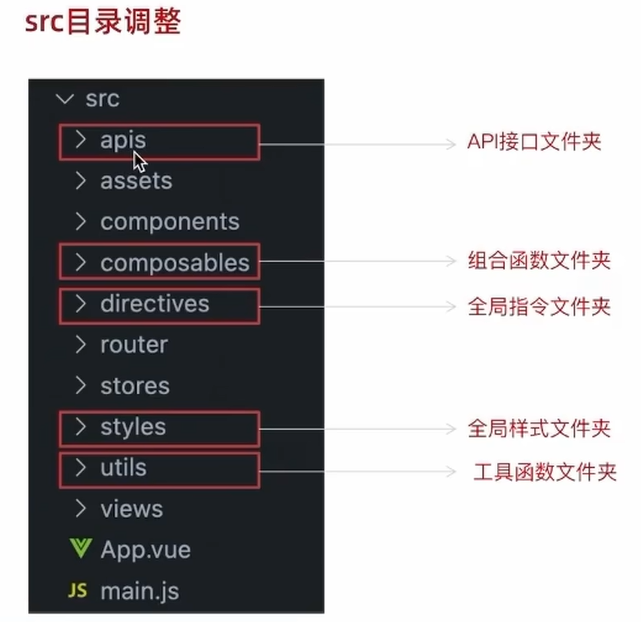 src目录调整
src
apis API接口文件夹
assets
components
composables 组合函数文件夹
directives 全局指令文件夹
router
stores
styles 全局样式文件夹
utils 工具函数文件夹
views
App.vue
JS main.js